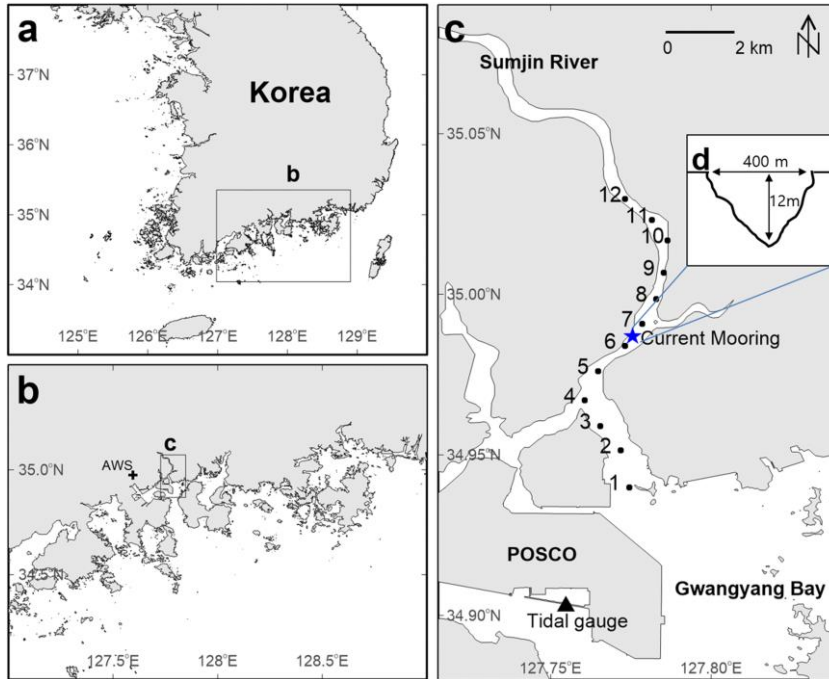 a
Korea
b
37°N
36°N
35°N
34°N
125°E
126°E
127°E
128°E
129°E
b
AWS
c
35.0°N
34.5°N
127.5°E
128°E
128.5°E
c
0
2 km
N
Sumjin River
35.05°N
35.00°N
34.95°N
34.90°N
d
400 m
12m
12
11
10
9
8
7
6
Current Mooring
5
4
3
2
1
POSCO
Gwangyang Bay
Tidal gauge
127.75°E
127.80°E